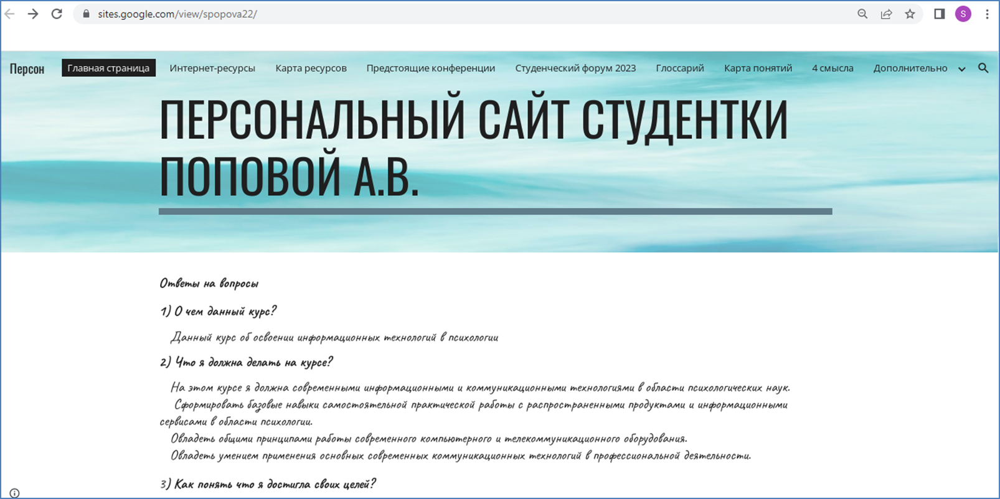 sites.google.com/view/spopova22/
S
Персон
Главная страница
Интернет-ресурсы
Карта ресурсов
Предстоящие конференции
Студенческий форум 2023
Глоссарий
Карта понятий
4 смысла
Дополнительно
ПЕРСОНАЛЬНЫЙ САЙТ СТУДЕНТКИ
ПОПОВОЙ А.В.
Ответы на вопросы
1) О чем данный курс?
Данный курс об освоении информационных технологий в психологии
2) Что я должна делать на курсе?
На этом курсе я должна современными информационными и коммуникационными технологиями в области психологических наук.
Сформировать базовые навыки самостоятельной практической работы с распространенными продуктами и информационными
сервисами в области психологии.
Овладеть общими принципами работы современного компьютерного и телекоммуникационного оборудования.
Овладеть умением применения основных современных коммуникационных технологий в профессиональной деятельности.
3) Как понять что я достигла своих целей?